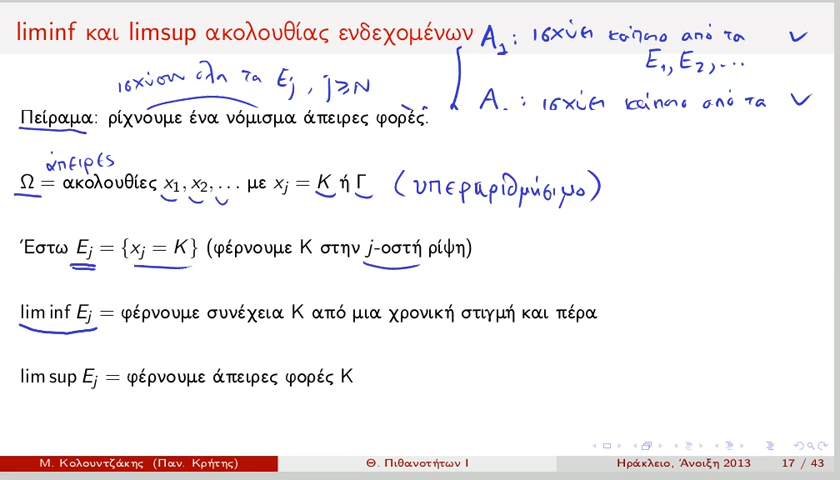 liminf και limsup ακολουθίας ενδεχομένων
A₁ : ισχύει κάποιο από τα ✓
E₁, E₂, ...
ισχύουν όλα τα Eⱼ, j ≥ N
A. : ισχύει κάποιο από τα ✓
Πείραμα: ρίχνουμε ένα νόμισμα άπειρες φορές.
άπειρες
Ω = ακολουθίες x₁, x₂, ... με xⱼ = K ή Γ (υπεραριθμήσιμο)
Έστω Eⱼ = {xⱼ = K} (φέρνουμε Κ στην j-οστή ρίψη)
lim inf Eⱼ = φέρνουμε συνέχεια Κ από μια χρονική στιγμή και πέρα
lim sup Eⱼ = φέρνουμε άπειρες φορές Κ
Μ. Κολουντζάκης (Παν. Κρήτης) Θ. Πιθανοτήτων Ι Ηράκλειο, Άνοιξη 2013 17 / 43